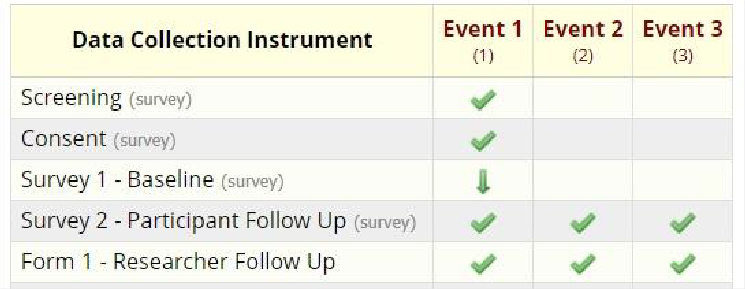 Data Collection Instrument Event 1 Event 2 Event 3
(1) (2) (3)
Screening (survey)
Consent (survey)
Survey 1 - Baseline (survey)
Survey 2 - Participant Follow Up (survey)
Form 1 - Researcher Follow Up